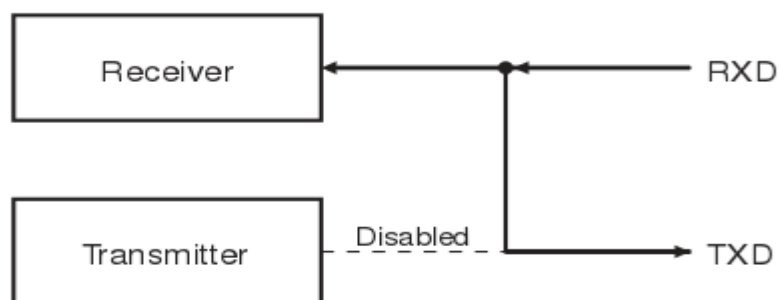 Receiver
RXD
Disabled
Transmitter
TXD